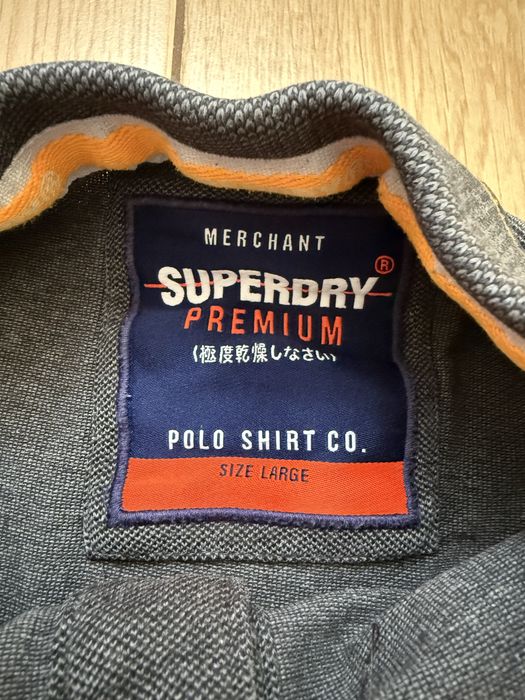 MERCHANT
SUPERDRY®
PREMIUM
(極度乾燥しなさい)
POLO SHIRT CO.
SIZE LARGE